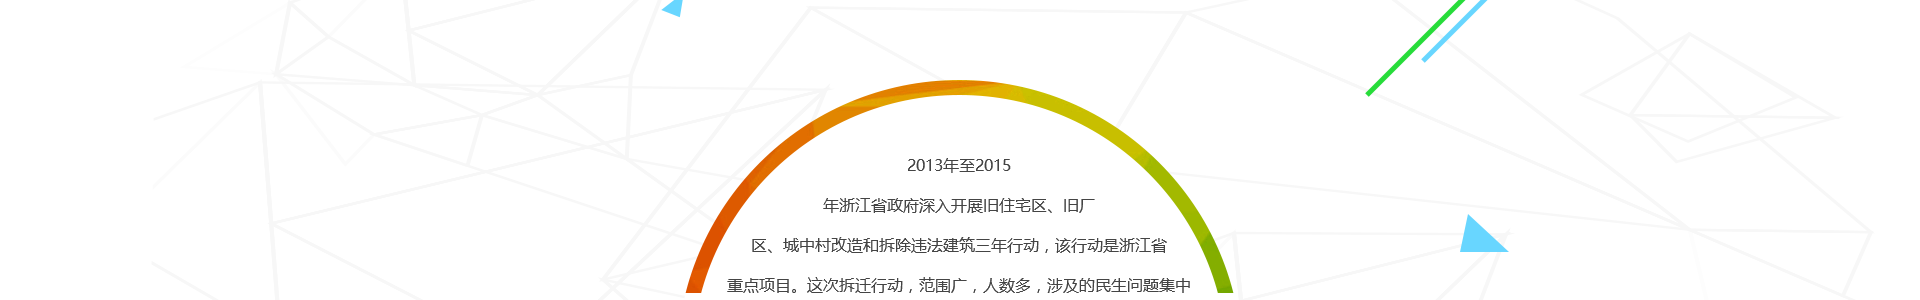 2013年至2015
年浙江省政府深入开展旧住宅区、旧厂
区、城中村改造和拆除违法建筑三年行动，该行动是浙江省
重点项目。这次拆迁行动，范围广，人数多，涉及的民生问题集中